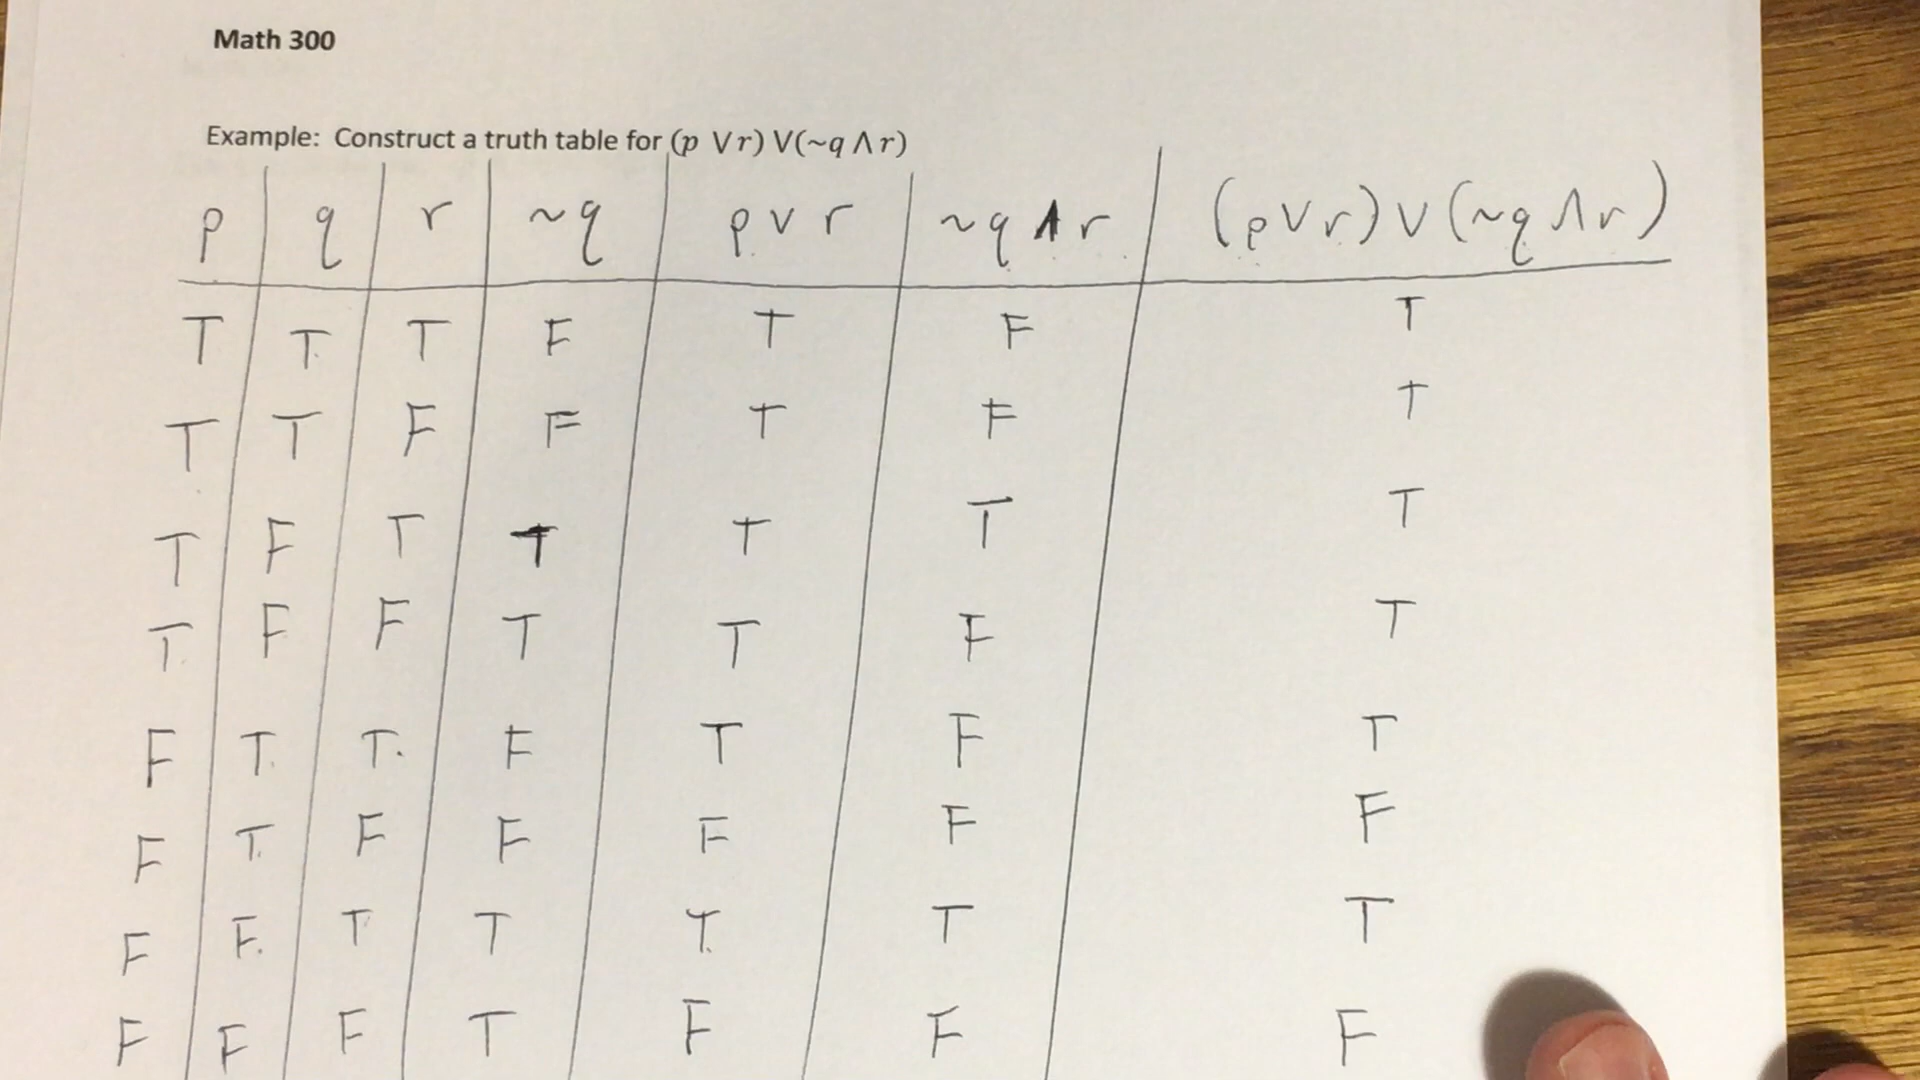 Math 300
Example: Construct a truth table for (p ∨ r) ∨(~q ∧ r)
p q r ~q p ∨ r ~q ∧ r (p ∨ r) ∨ (~q ∧ r)
T T T F T F T
T T F F T F T
T F T T T T T
T F F T T F T
F T T F T F T
F T F F F F F
F F T T T T T
F F F T F F F